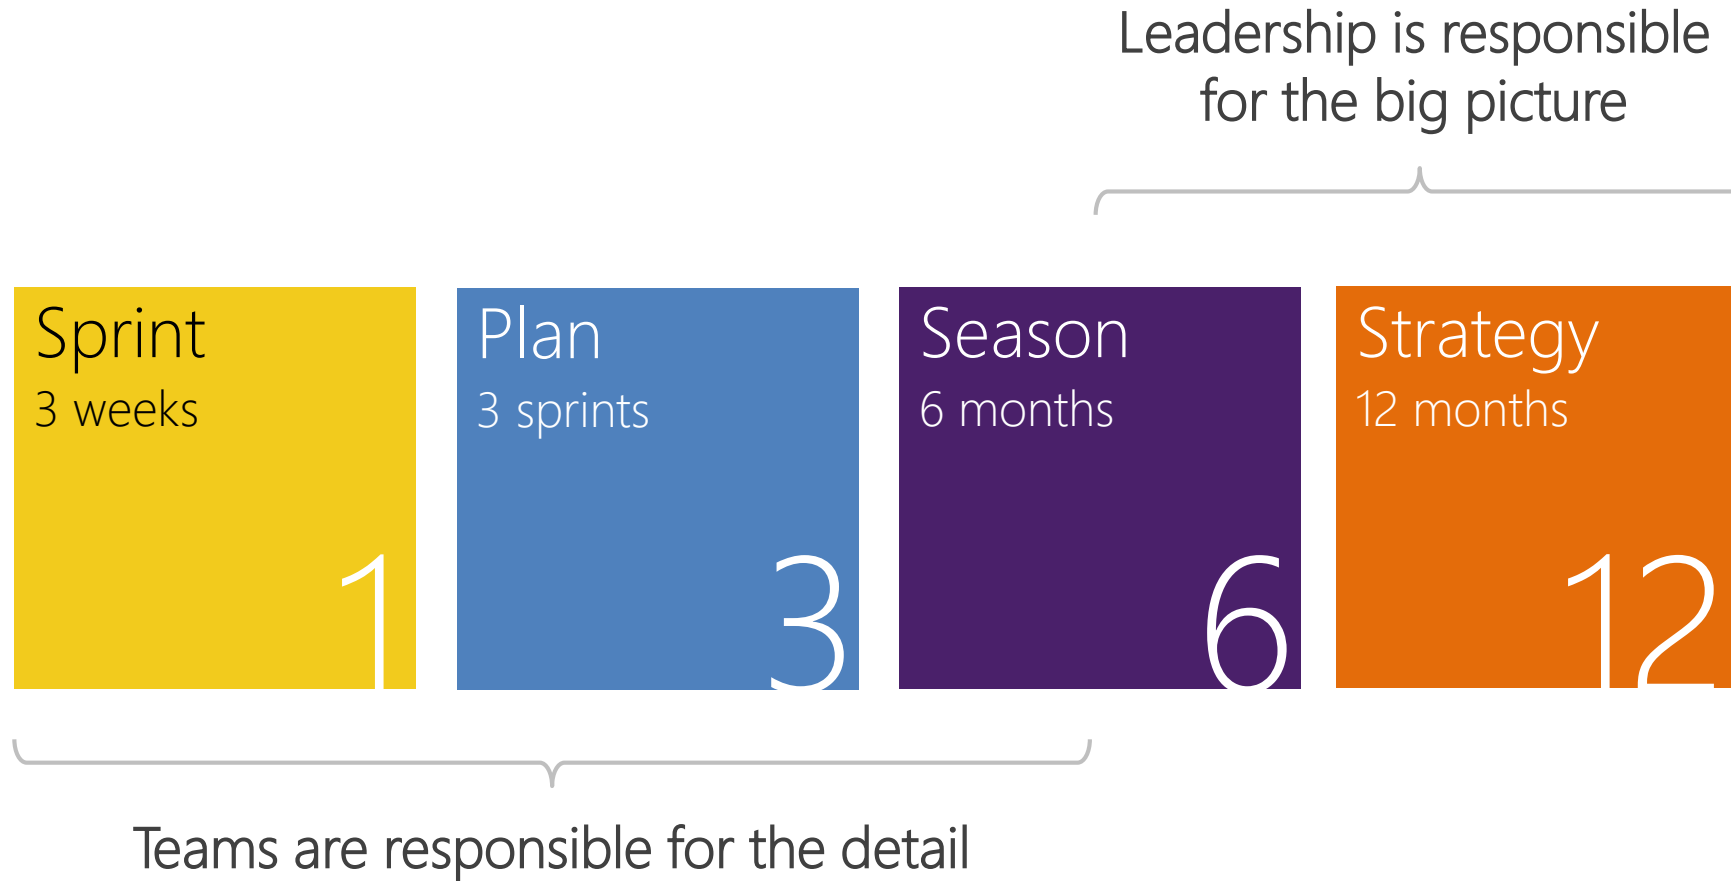 Leadership is responsible
for the big picture
Sprint
3 weeks
1
Plan
3 sprints
3
Season
6 months
6
Strategy
12 months
12
Teams are responsible for the detail